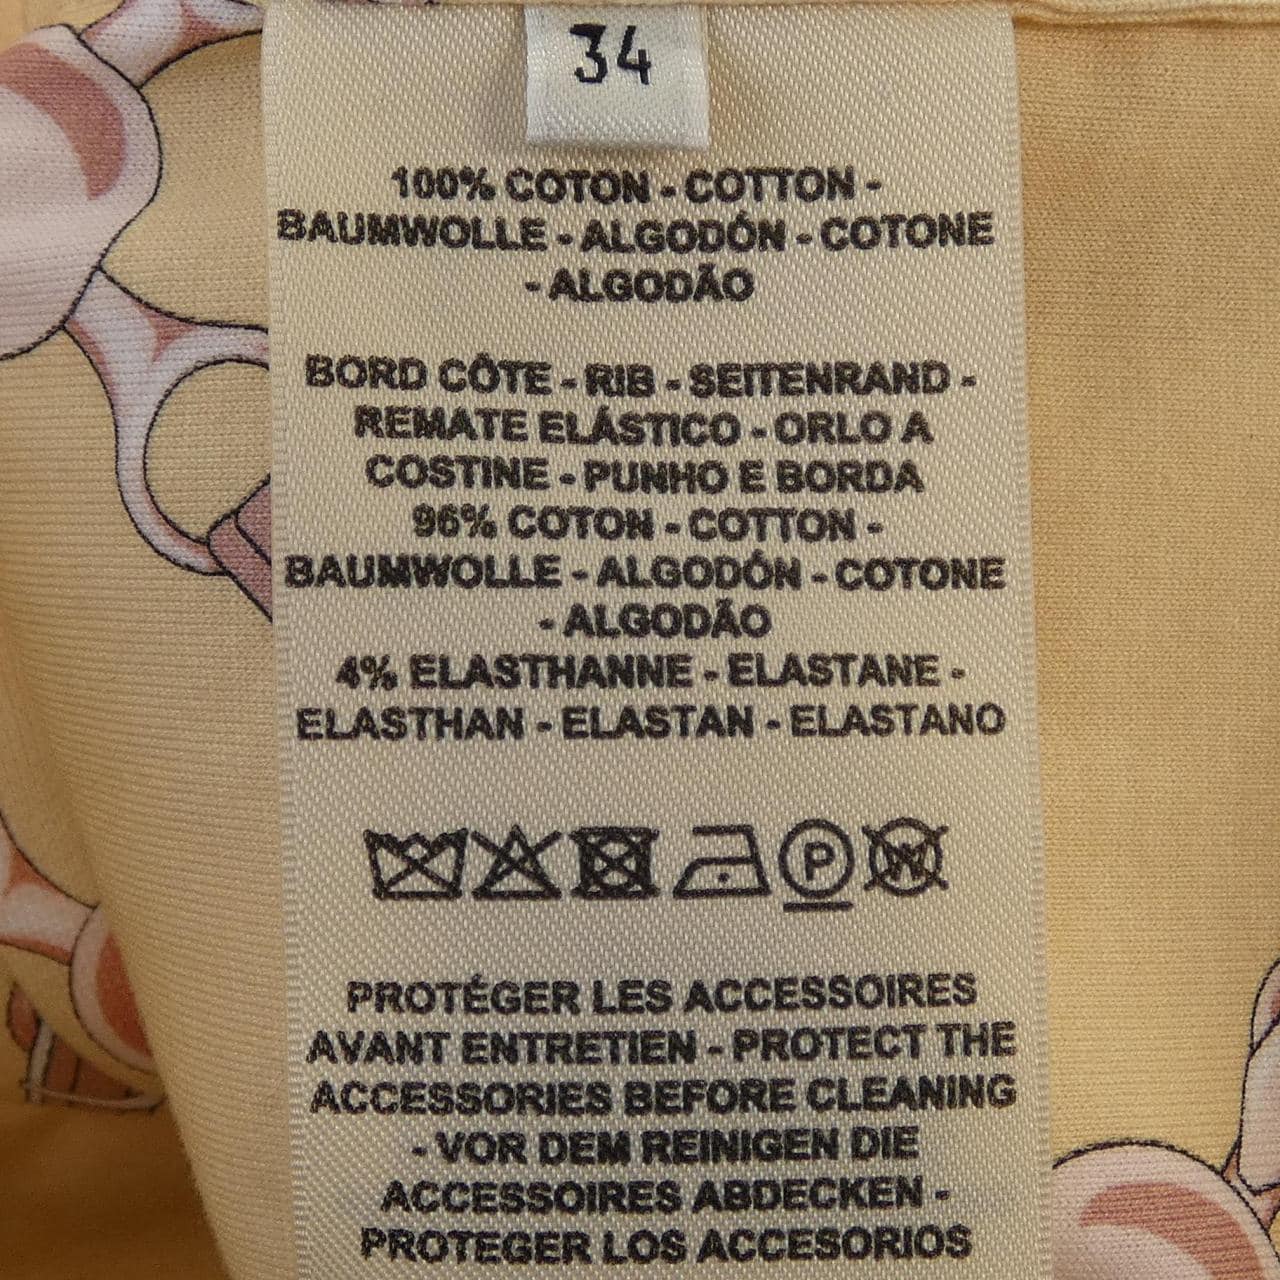 34
100% COTON - COTTON -
BAUMWOLLE - ALGODÓN - COTONE
- ALGODÃO
BORD CÔTE - RIB - SEITENRAND -
REMATE ELÁSTICO - ORLO A
COSTINE - PUNHO E BORDA
96% COTON - COTTON -
BAUMWOLLE - ALGODÓN - COTONE
- ALGODÃO
4% ELASTHANNE - ELASTANE -
ELASTHAN - ELASTAN - ELASTANO
P W
PROTÉGER LES ACCESSOIRES
AVANT ENTRETIEN - PROTECT THE
ACCESSORIES BEFORE CLEANING
- VOR DEM REINIGEN DIE
ACCESSOIRES ABDECKEN -
PROTEGER LOS ACCESORIOS